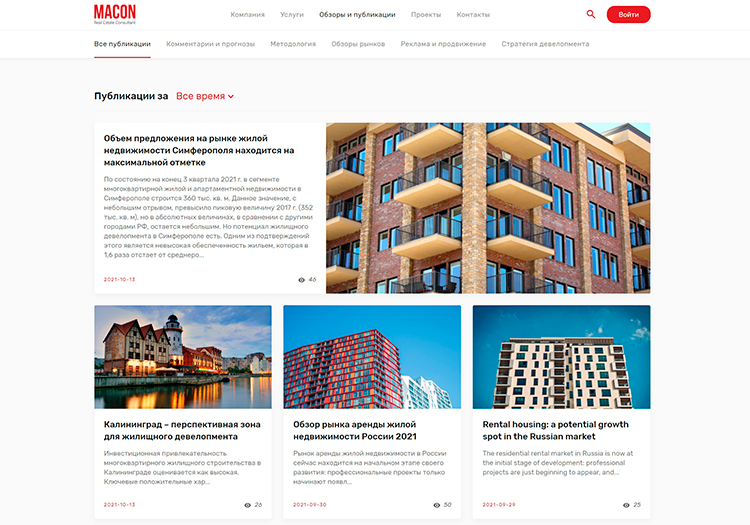 MACON
Real Estate Consultant
Компания Услуги Обзоры и публикации Проекты Контакты Войти
Все публикации Комментарии и прогнозы Методология Обзоры рынков Реклама и продвижение Стратегия девелопмента
Публикации за Все время
Объем предложения на рынке жилой
недвижимости Симферополя находится на
максимальной отметке
По состоянию на конец 3 квартала 2021 г. в сегменте
многоквартирной жилой и апартаментной недвижимости в
Симферополе строится 360 тыс. кв. м. Данное значение, с
небольшим отрывом, превысило пиковую величину 2017 г. (352
тыс. кв, м), но в абсолютных величинах, в сравнении с другими
городами РФ, остается небольшим. Но потенциал жилищного
девелопмента в Симферополе есть. Одним из подтверждений
этого является невысокая обеспеченность жильем, которая в
1,6 раза отстает от среднеро...
2021-10-13 46
Калининград – перспективная зона
для жилищного девелопмента
Инвестиционная привлекательность
многоквартирного жилищного строительства в
Калининграде оценивается как высокая.
Ключевые положительные хар...
2021-10-13 26
Обзор рынка аренды жилой
недвижимости России 2021
Рынок аренды жилой недвижимости в России
сейчас находится на начальном этапе своего
развития: профессиональные проекты только
начинают появл...
2021-09-30 50
Rental housing: a potential growth
spot in the Russian market
The residential rental market in Russia is now at
the initial stage of development: professional
projects are just beginning to appear, and...
2021-09-29 25